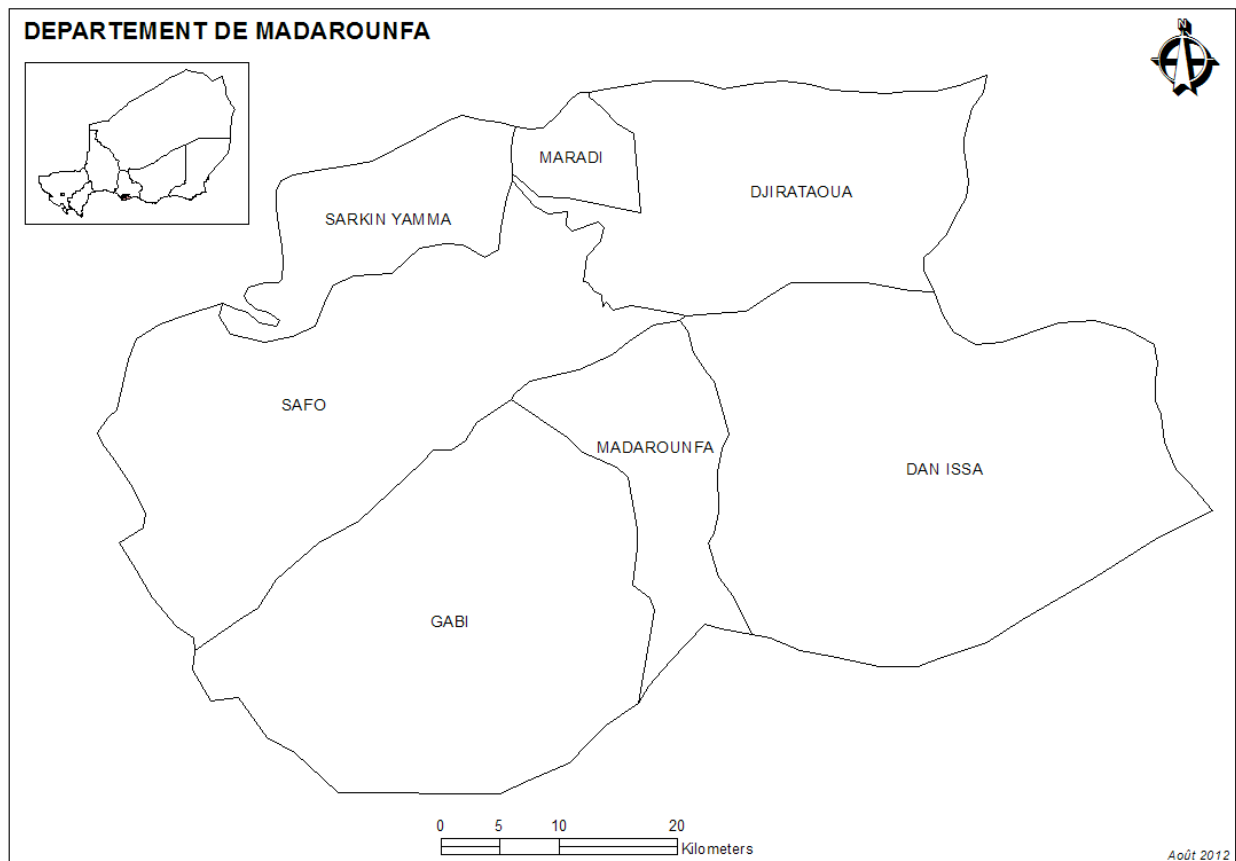 DEPARTEMENT DE MADAROUNFA
N
MARADI
DJIRATAOUA
SARKIN YAMMA
SAFO
MADAROUNFA
DAN ISSA
GABI
0 5 10 20
Kilometers
Août 2012